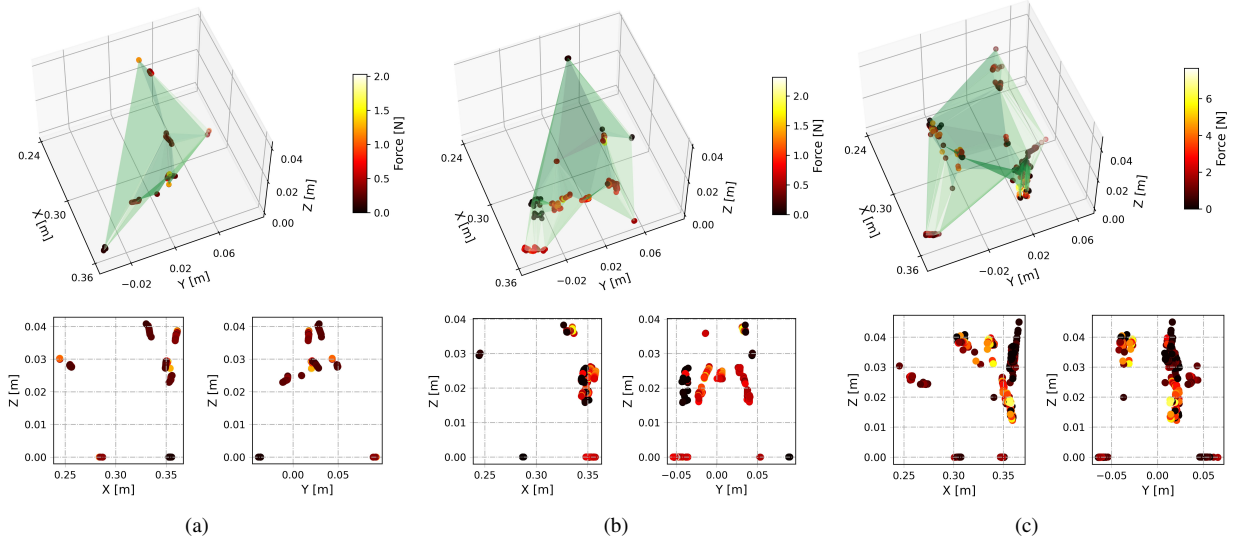 0.24
X [m]
0.30
0.36
−0.02
0.02
0.06
Y [m]
0.00
0.02
0.04
Z [m]
2.0
1.5
1.0
0.5
0.0
Force [N]
0.24
X [m]
0.30
0.36
−0.02
0.02
0.06
Y [m]
0.00
0.02
0.04
Z [m]
2.0
1.5
1.0
0.5
0.0
Force [N]
0.24
X [m]
0.30
0.36
−0.02
0.02
0.06
Y [m]
0.00
0.02
0.04
Z [m]
6
4
2
0
Force [N]
0.04
0.03
0.02
0.01
0.00
Z [m]
0.25 0.30 0.35
X [m]
0.04
0.03
0.02
0.01
0.00
Z [m]
0.00 0.05
Y [m]
0.04
0.03
0.02
0.01
0.00
Z [m]
0.25 0.30 0.35
X [m]
0.04
0.03
0.02
0.01
0.00
Z [m]
−0.05 0.00 0.05
Y [m]
0.05
0.04
0.03
0.02
0.01
0.00
Z [m]
0.25 0.30 0.35
X [m]
0.05
0.04
0.03
0.02
0.01
0.00
Z [m]
−0.05 0.00 0.05
Y [m]
(a) (b) (c)